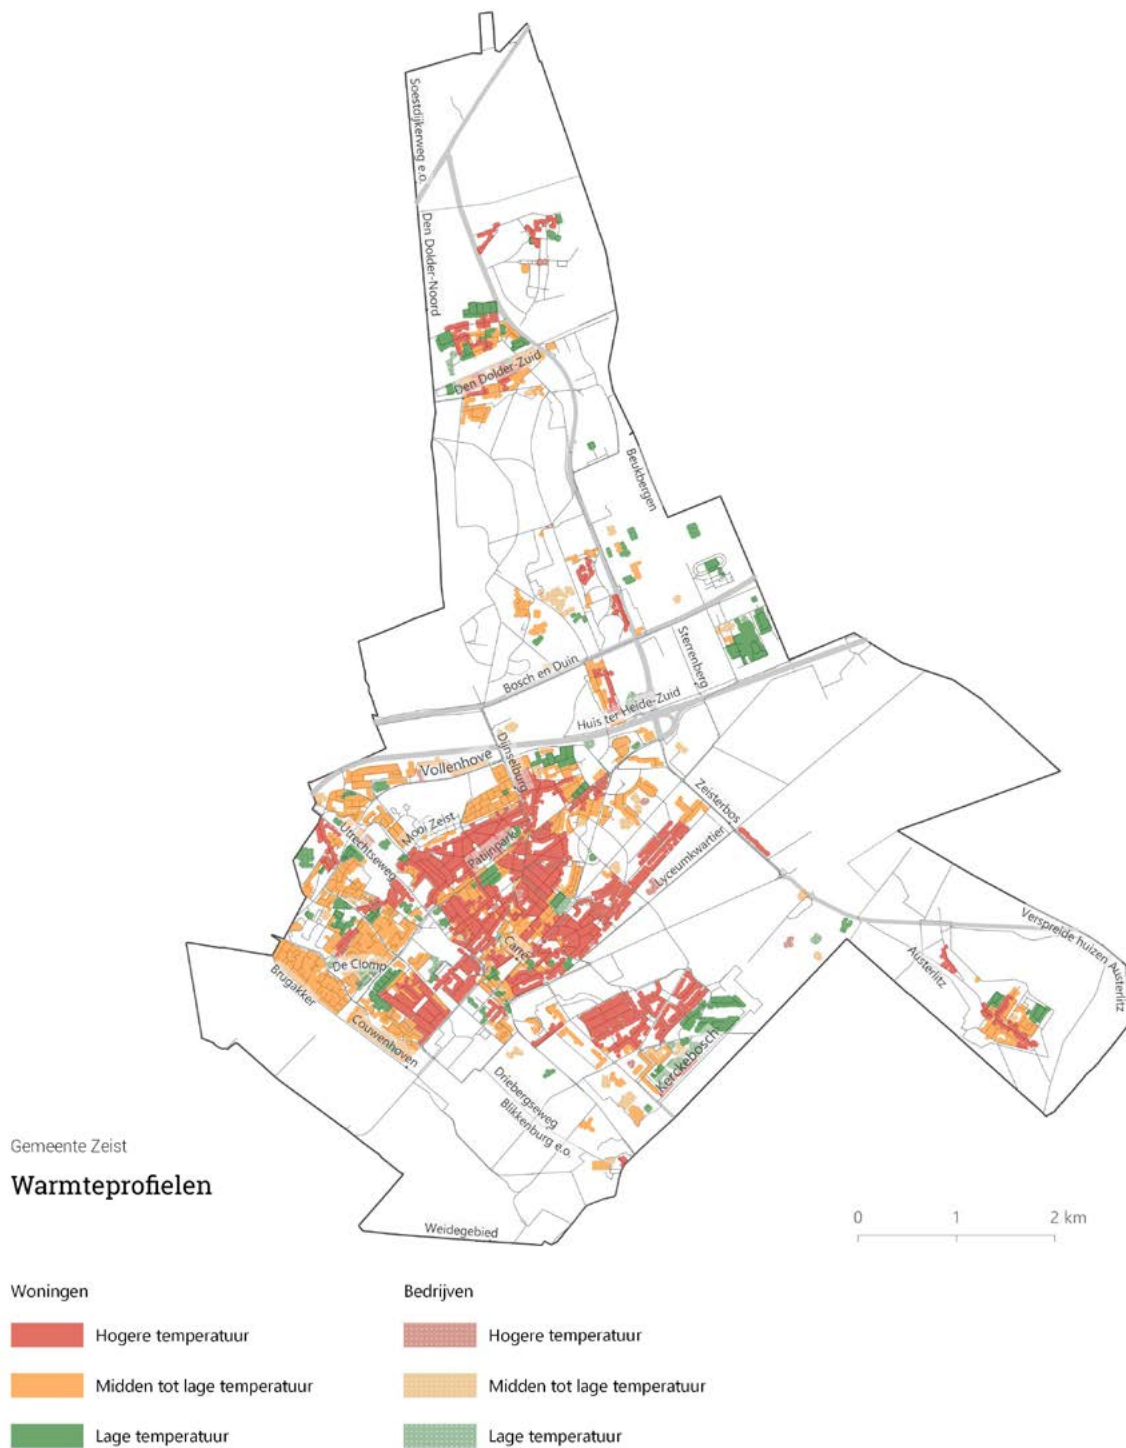 Soestdijkerweg e.o.
Den Dolder-Noord
Den Dolder-Zuid
Beukbergen
Bosch en Duin
Sterrenberg
Huis ter Heide-Zuid
Vollenhove
Dijnselburg
Mooi Zeist
Utrechtseweg
Patijnpark
Zeisterbos
Lyceumkwartier
Verspreide huizen Austerlitz
Austerlitz
Carré
De Clomp
Brugakker
Couwenhoven
Kerckebosch
Driebergseweg
Blikkenburg e.o.
Weidegebied
Gemeente Zeist
Warmteprofielen
0 1 2 km
Woningen
Hogere temperatuur
Midden tot lage temperatuur
Lage temperatuur
Bedrijven
Hogere temperatuur
Midden tot lage temperatuur
Lage temperatuur